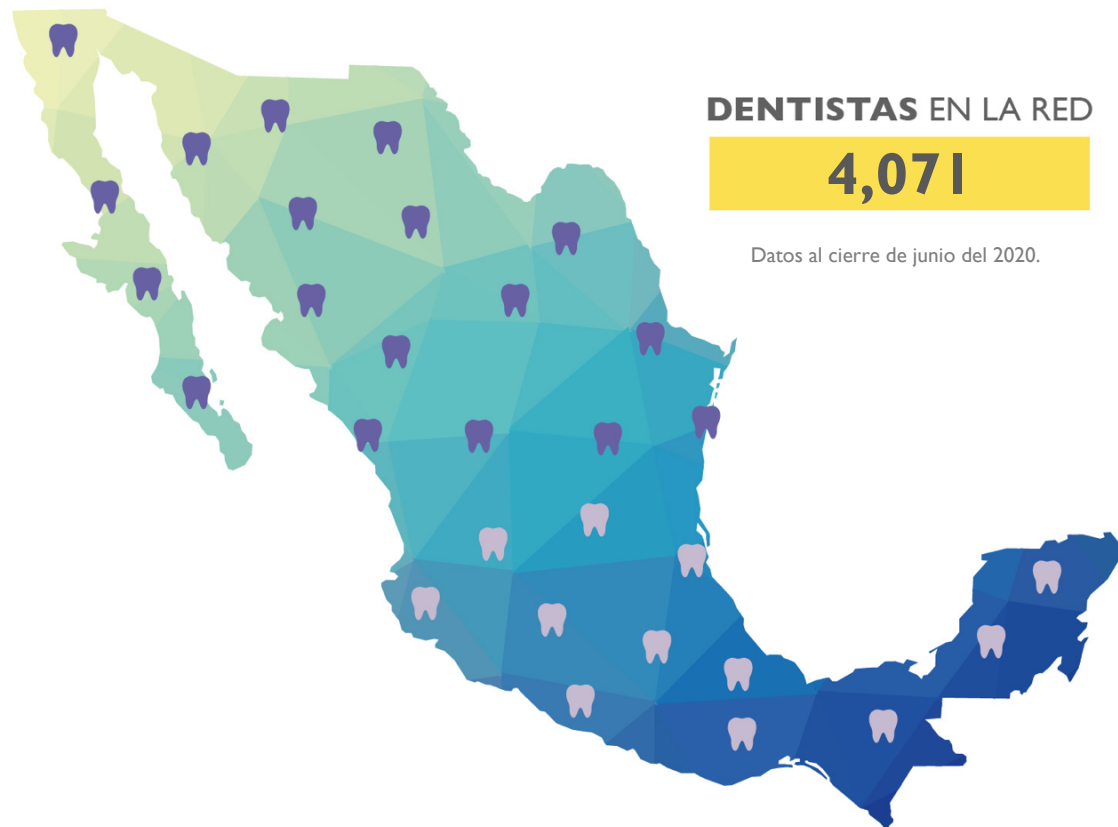 DENTISTAS EN LA RED
4,071
Datos al cierre de junio del 2020.